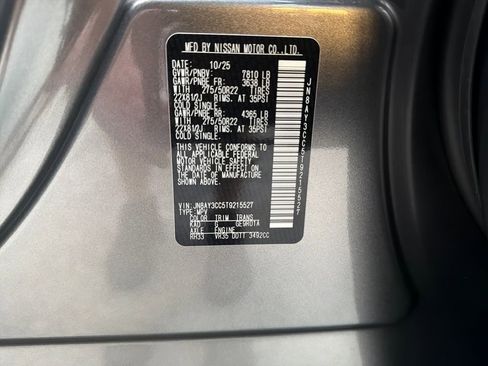 MFD BY NISSAN MOTOR CO.,LTD.
DATE: 10/25
GVWR/PNBV: 7810 LB
GAWR/PNBE FR: 3638 LB
WITH 275/50R22 TIRES
22X81/2J RIMS. AT 35PSI
COLD SINGLE.
GAWR/PNBE RR: 4365 LB
WITH 275/50R22 TIRES
22X81/2J RIMS. AT 35PSI
COLD SINGLE.
THIS VEHICLE CONFORMS TO
ALL APPLICABLE FEDERAL
MOTOR VEHICLE SAFETY
STANDARDS IN EFFECT ON
THE DATE OF MANUFACTURE
SHOWN ABOVE.
VIN: JN8AY3CC5T9215527
TYPE: MPV
COLOR TRIM TRANS
KAD G
AXLE ENGINE
RR33 VR35 DDTT 3492CC
JN8AY3CC5T9215527